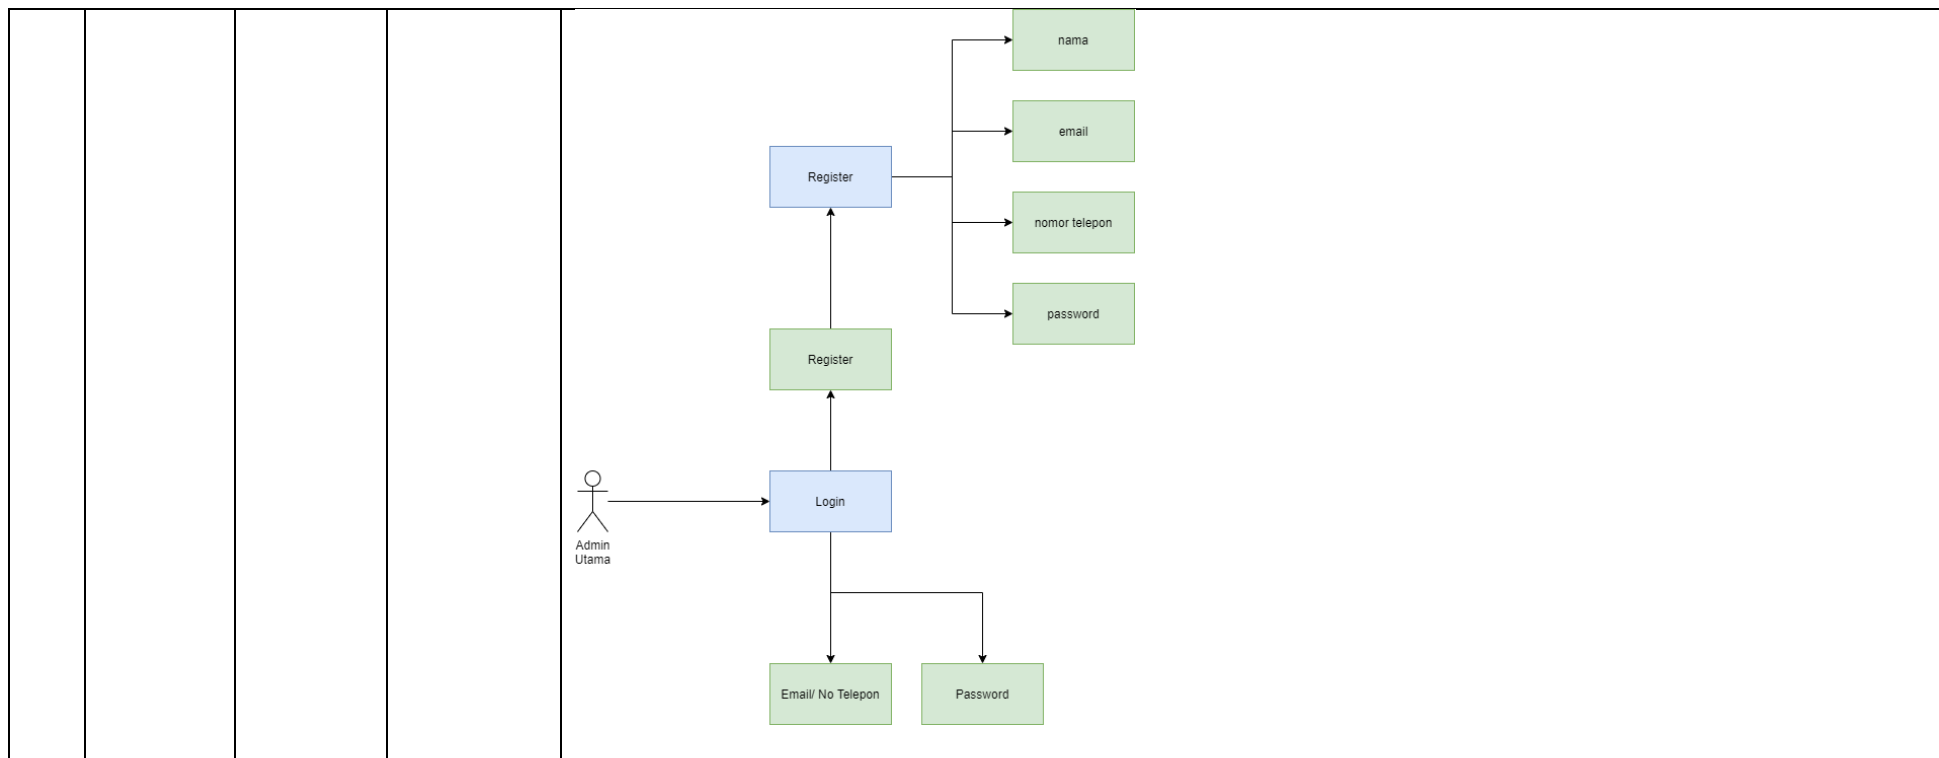 nama
email
Register
nomor telepon
password
Register
Login
Admin
Utama
Email/ No Telepon
Password